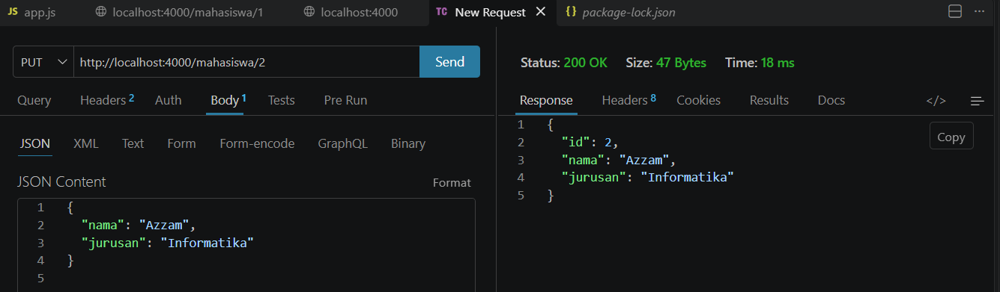 JS app.js localhost:4000/mahasiswa/1 localhost:4000 TC New Request {} package-lock.json
PUT http://localhost:4000/mahasiswa/2 Send
Query Headers 2 Auth Body 1 Tests Pre Run
JSON XML Text Form Form-encode GraphQL Binary
JSON Content Format
1 {
2 "nama": "Azzam",
3 "jurusan": "Informatika"
4 }
5
Status: 200 OK Size: 47 Bytes Time: 18 ms
Response Headers 8 Cookies Results Docs </>
Copy
1 {
2 "id": 2,
3 "nama": "Azzam",
4 "jurusan": "Informatika"
5 }